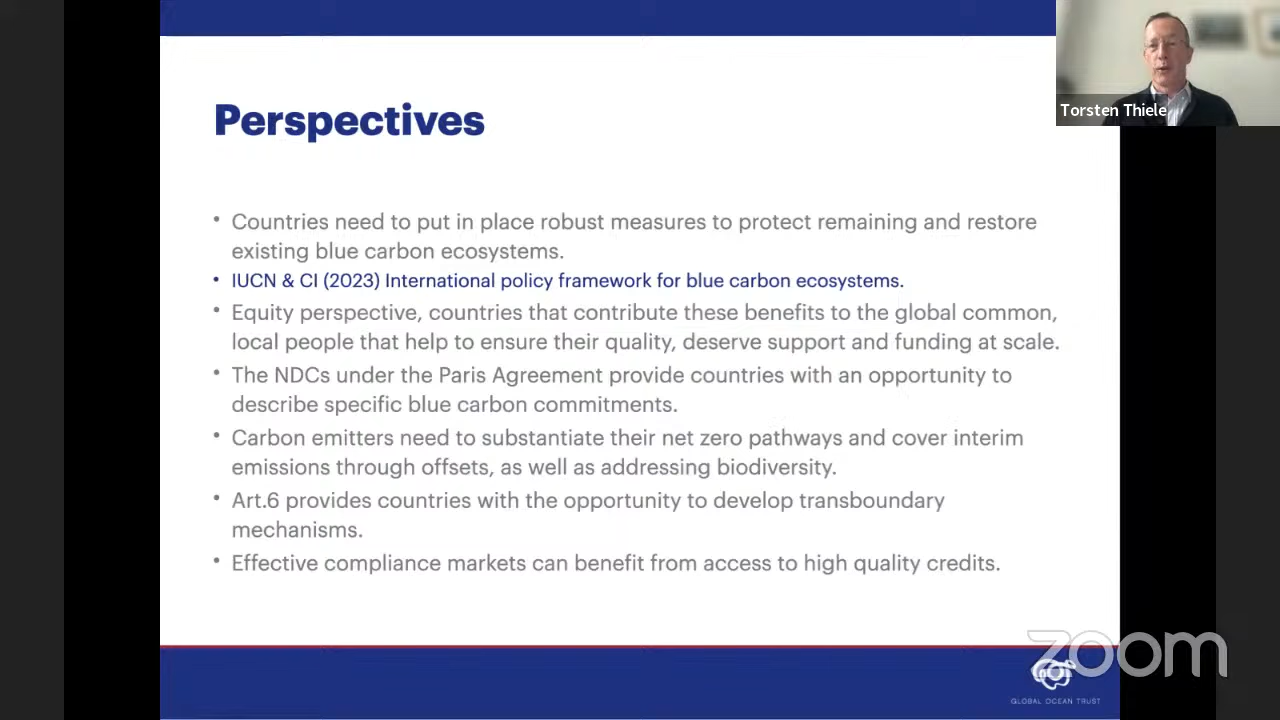 Perspectives
• Countries need to put in place robust measures to protect remaining and restore
existing blue carbon ecosystems.
• IUCN & CI (2023) International policy framework for blue carbon ecosystems.
• Equity perspective, countries that contribute these benefits to the global common,
local people that help to ensure their quality, deserve support and funding at scale.
• The NDCs under the Paris Agreement provide countries with an opportunity to
describe specific blue carbon commitments.
• Carbon emitters need to substantiate their net zero pathways and cover interim
emissions through offsets, as well as addressing biodiversity.
• Art.6 provides countries with the opportunity to develop transboundary
mechanisms.
• Effective compliance markets can benefit from access to high quality credits.
Torsten Thiele
zoom
GLOBAL OCEAN TRUST